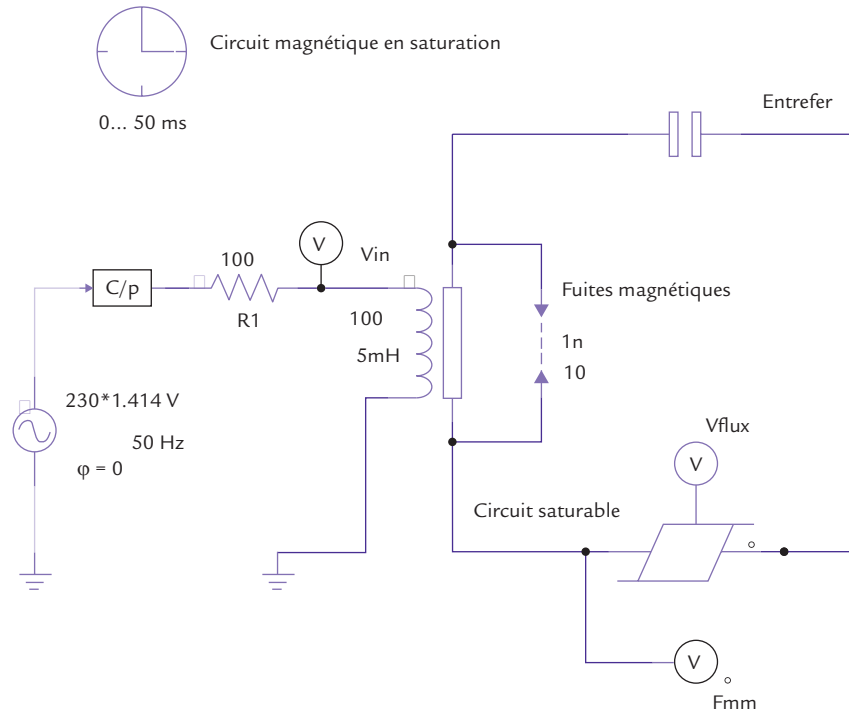 Circuit magnétique en saturation
0... 50 ms
Entrefer
V
Vin
100
C/p
R1
100
5mH
Fuites magnétiques
1n
10
230*1.414 V
50 Hz
φ = 0
Vflux
V
Circuit saturable
V
Fmm